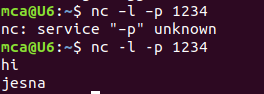 mca@U6:~$ nc –l –p 1234
nc: service "–p" unknown
mca@U6:~$ nc -l -p 1234
hi
jesna